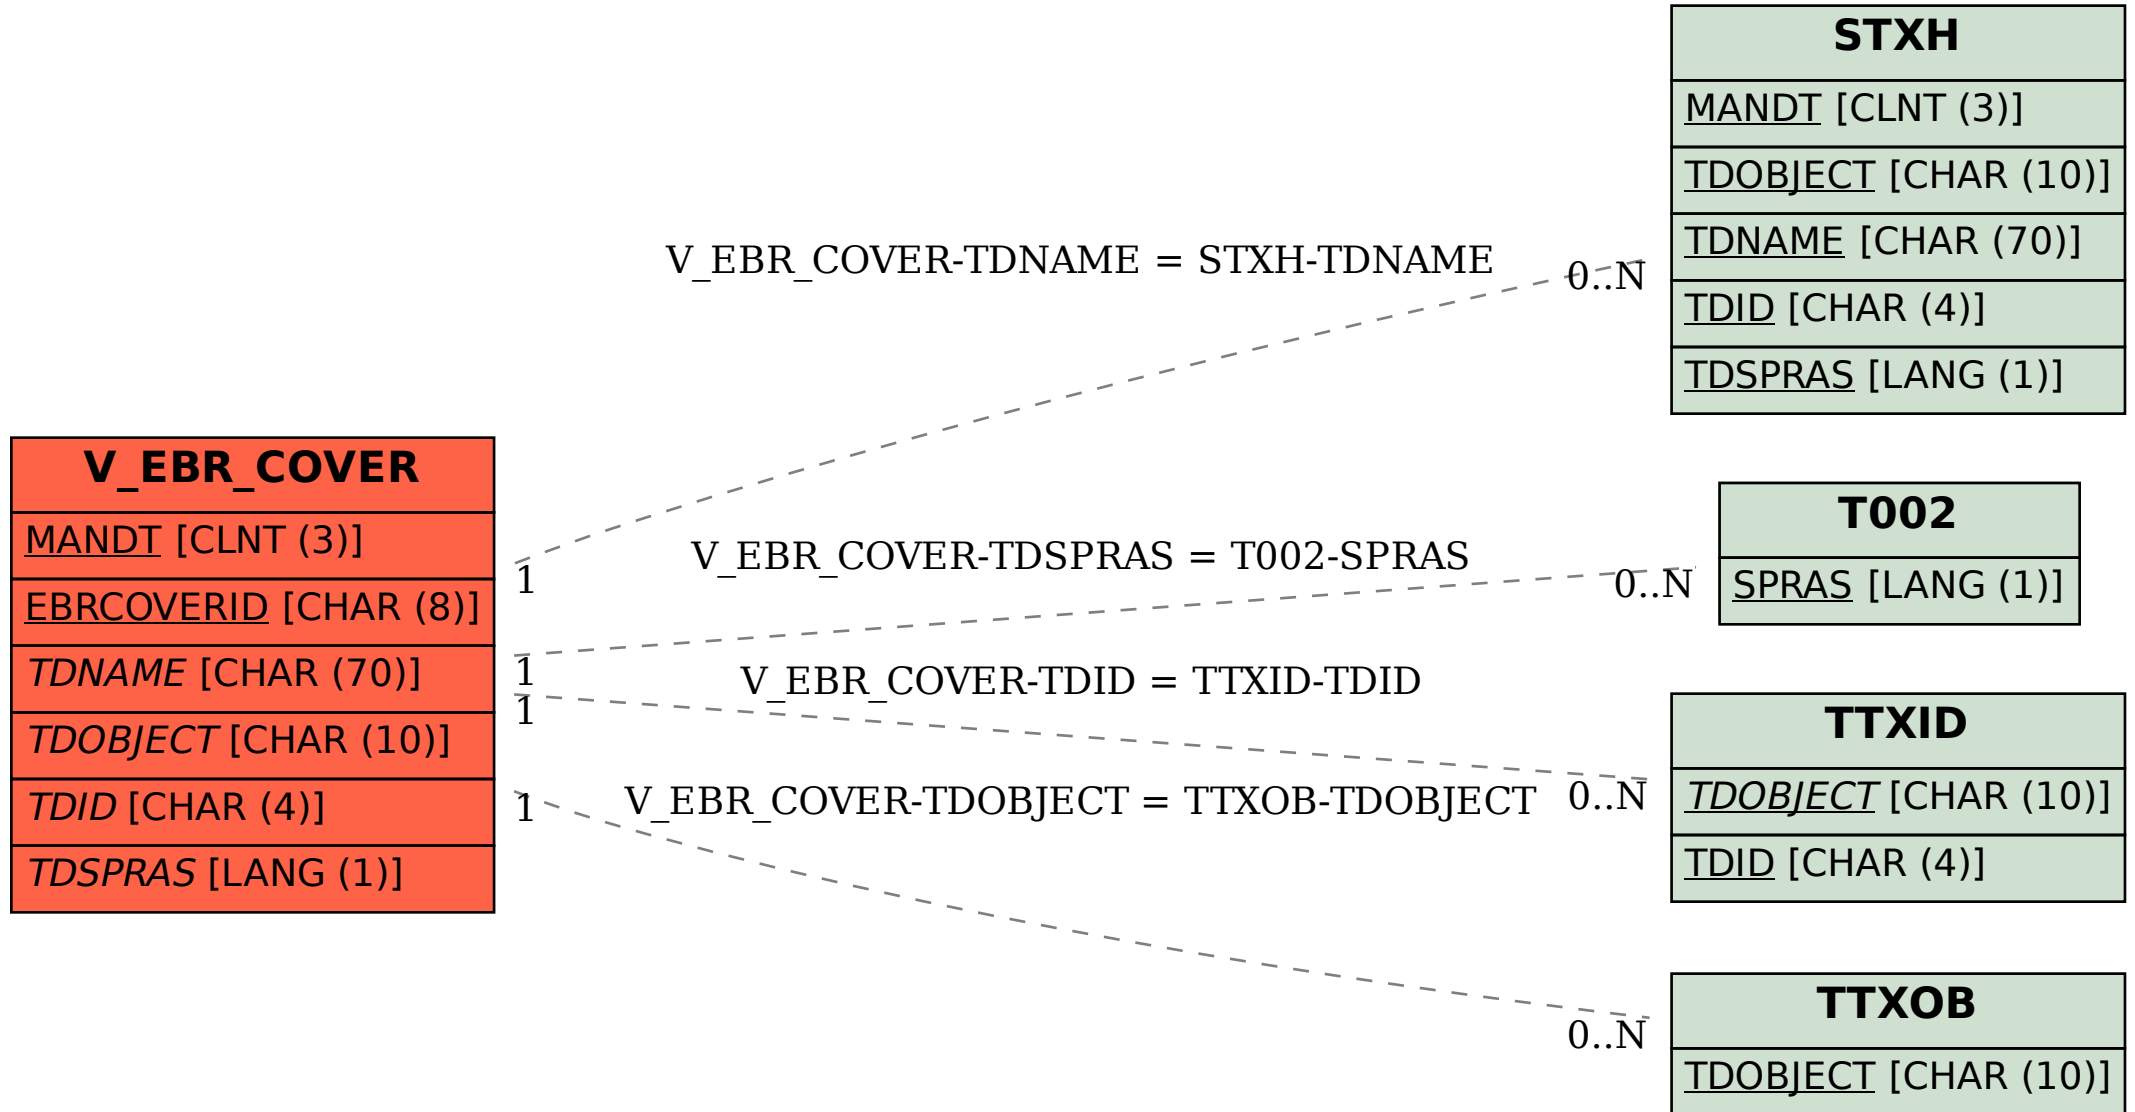 STXH
MANDT [CLNT (3)]
TDOBJECT [CHAR (10)]
TDNAME [CHAR (70)]
TDID [CHAR (4)]
TDSPRAS [LANG (1)]
V_EBR_COVER-TDNAME = STXH-TDNAME
0..N
V_EBR_COVER
MANDT [CLNT (3)]
EBRCOVERID [CHAR (8)]
TDNAME [CHAR (70)]
TDOBJECT [CHAR (10)]
TDID [CHAR (4)]
TDSPRAS [LANG (1)]
1
V_EBR_COVER-TDSPRAS = T002-SPRAS
0..N
1
T002
SPRAS [LANG (1)]
V_EBR_COVER-TDID = TTXID-TDID
1
0..N
TTXID
TDOBJECT [CHAR (10)]
TDID [CHAR (4)]
1
V_EBR_COVER-TDOBJECT = TTXOB-TDOBJECT
0..N
TTXOB
TDOBJECT [CHAR (10)]